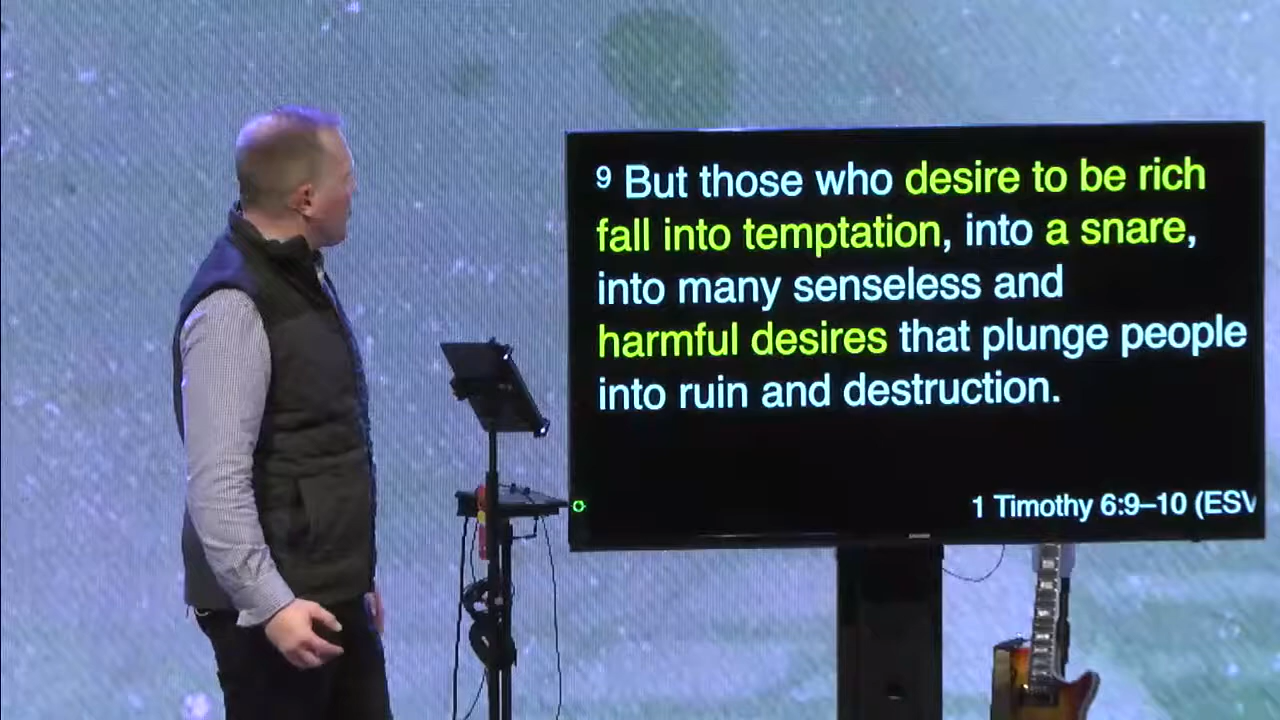 9 But those who desire to be rich
fall into temptation, into a snare,
into many senseless and
harmful desires that plunge people
into ruin and destruction.
1 Timothy 6:9–10 (ESV